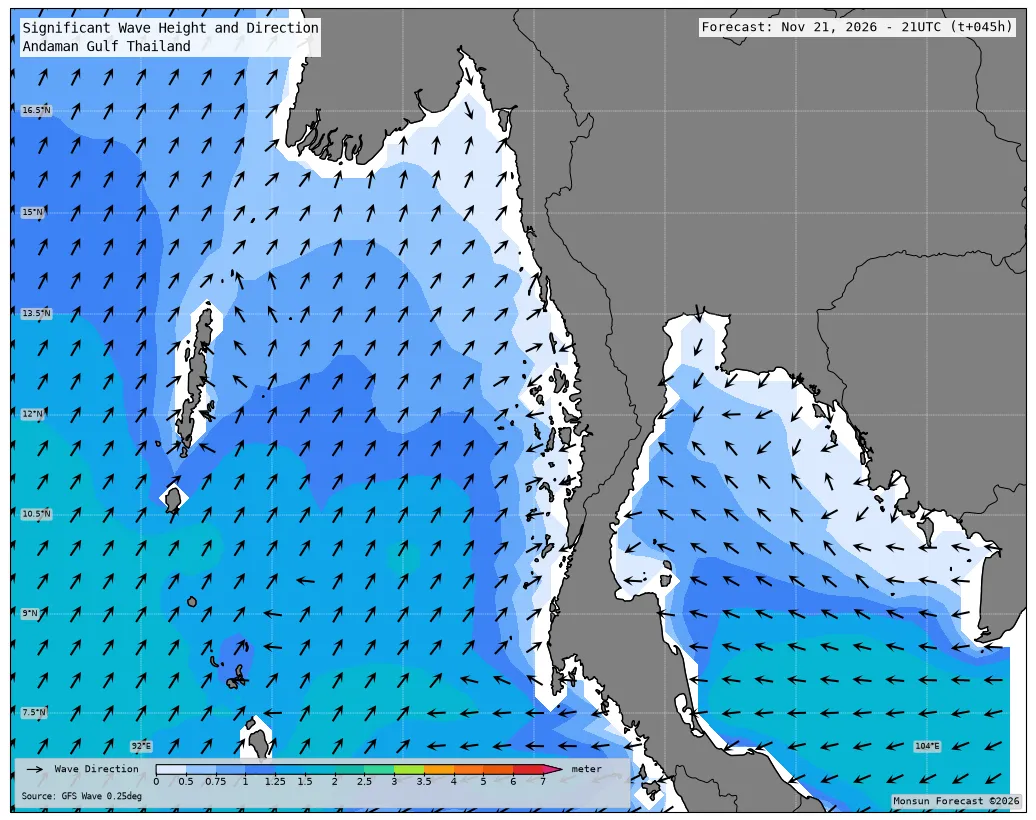 Significant Wave Height and Direction
Andaman Gulf Thailand
Forecast: Nov 21, 2026 - 21UTC (t+045h)
16.5°N
15°N
13.5°N
12°N
10.5°N
9°N
7.5°N
92°E
104°E
Wave Direction
0 0.5 0.75 1 1.25 1.5 2 2.5 3 3.5 4 5 6 7 meter
Source: GFS Wave 0.25deg
Monsun Forecast ©2026